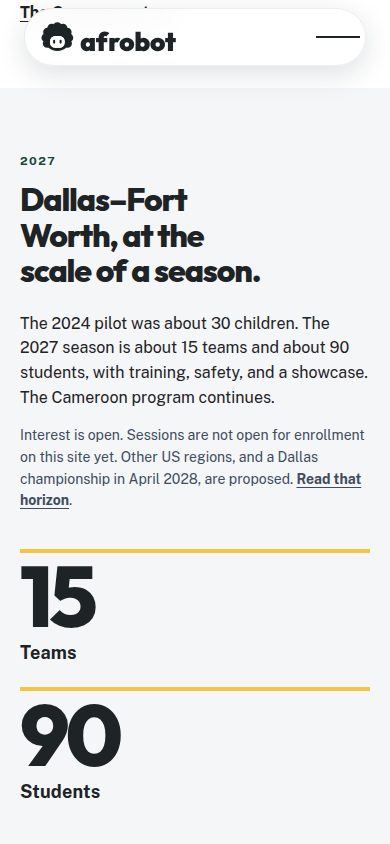 afrobot
2027
Dallas–Fort
Worth, at the
scale of a season.
The 2024 pilot was about 30 children. The
2027 season is about 15 teams and about 90
students, with training, safety, and a showcase.
The Cameroon program continues.
Interest is open. Sessions are not open for enrollment
on this site yet. Other US regions, and a Dallas
championship in April 2028, are proposed. Read that
horizon.
15
Teams
90
Students